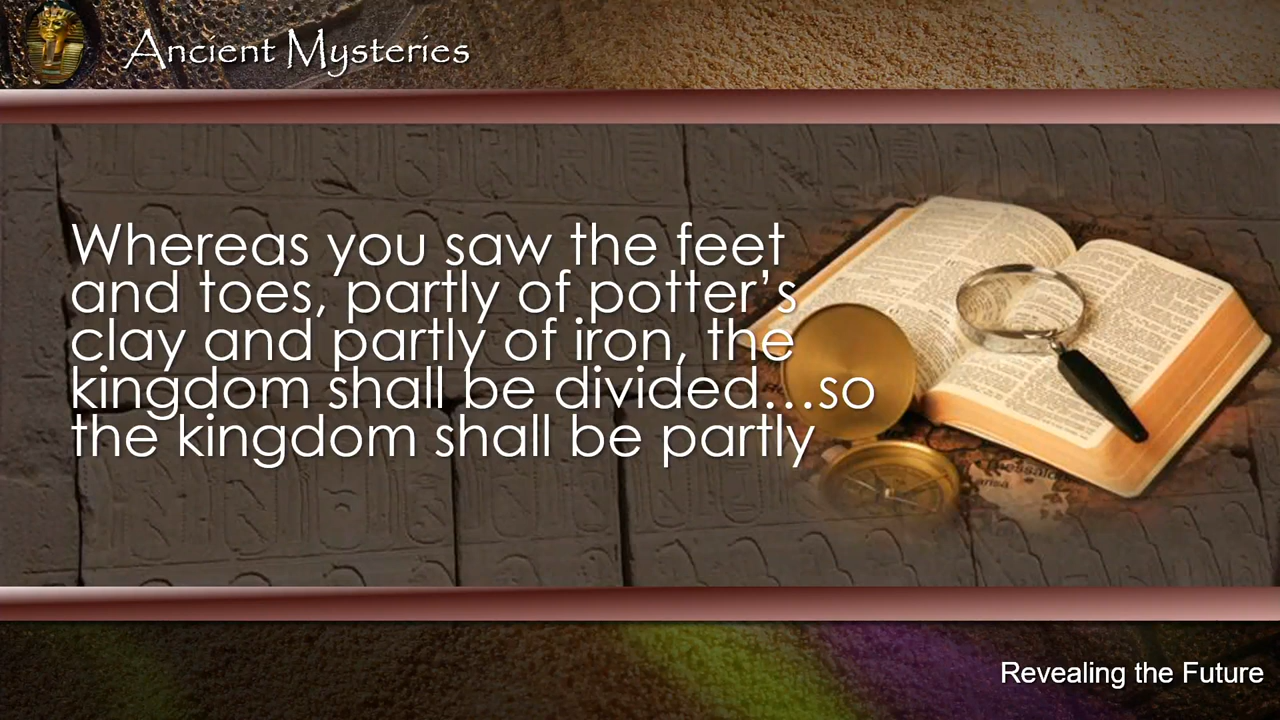 Ancient Mysteries
Whereas you saw the feet
and toes, partly of potter’s
clay and partly of iron, the
kingdom shall be divided…so
the kingdom shall be partly
Revealing the Future